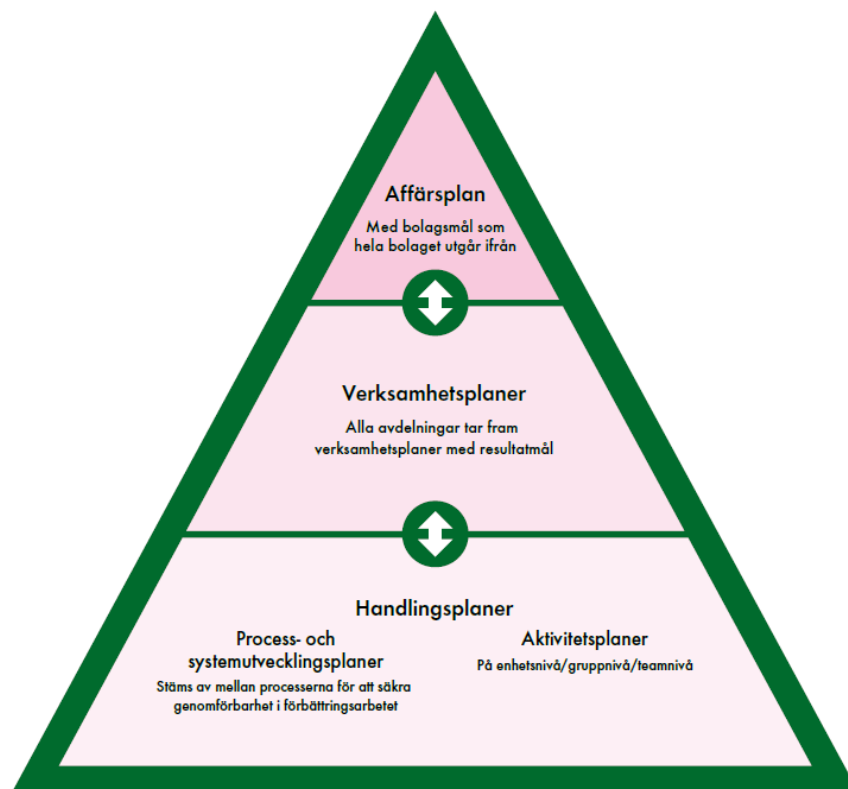 Affärsplan
Med bolagsmål som
hela bolaget utgår ifrån
Verksamhetsplaner
Alla avdelningar tar fram
verksamhetsplaner med resultatmål
Handlingsplaner
Process- och
systemutvecklingsplaner
Stäms av mellan processerna för att säkra
genomförbarhet i förbättringsarbetet
Aktivitetsplaner
På enhetsnivå/gruppnivå/teamnivå